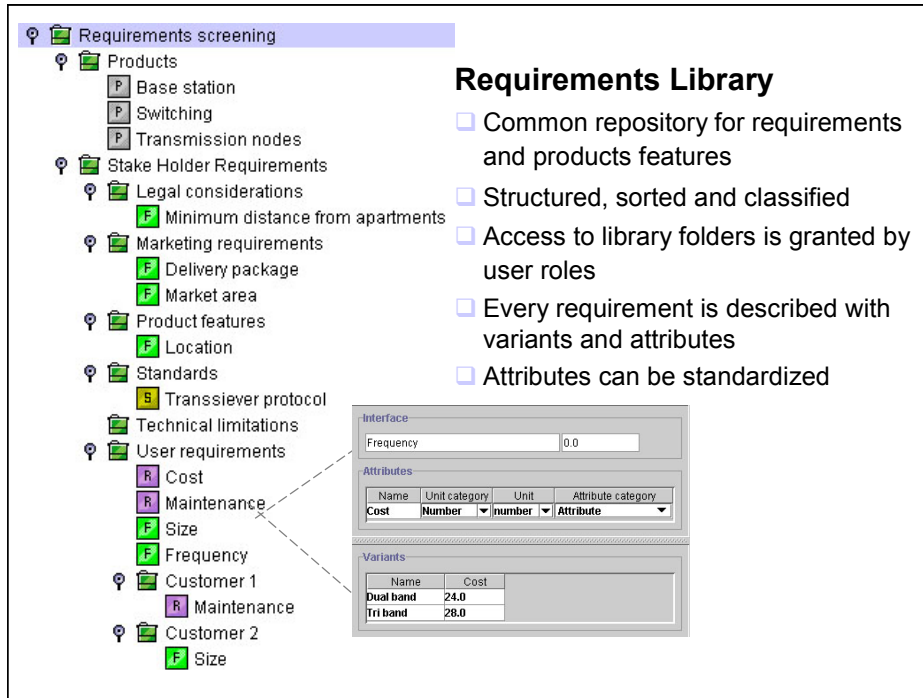 Requirements screening
Products
P Base station
P Switching
P Transmission nodes
Stake Holder Requirements
Legal considerations
F Minimum distance from apartments
Marketing requirements
F Delivery package
F Market area
Product features
F Location
Standards
S Transsiever protocol
Technical limitations
User requirements
R Cost
R Maintenance
F Size
F Frequency
Customer 1
R Maintenance
Customer 2
F Size
Requirements Library
Common repository for requirements
and products features
Structured, sorted and classified
Access to library folders is granted by
user roles
Every requirement is described with
variants and attributes
Attributes can be standardized
Interface
Frequency 0.0
Attributes
Name Unit category Unit Attribute category
Cost Number number Attribute
Variants
Name Cost
Dual band 24.0
Tri band 28.0